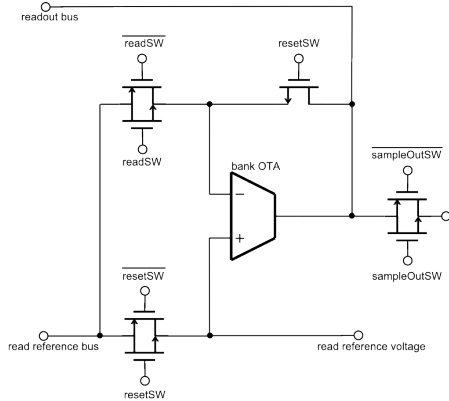 readout bus
readSW
resetSW
readSW
bank OTA
sampleOutSW
−
+
sampleOutSW
resetSW
read reference bus
read reference voltage
resetSW